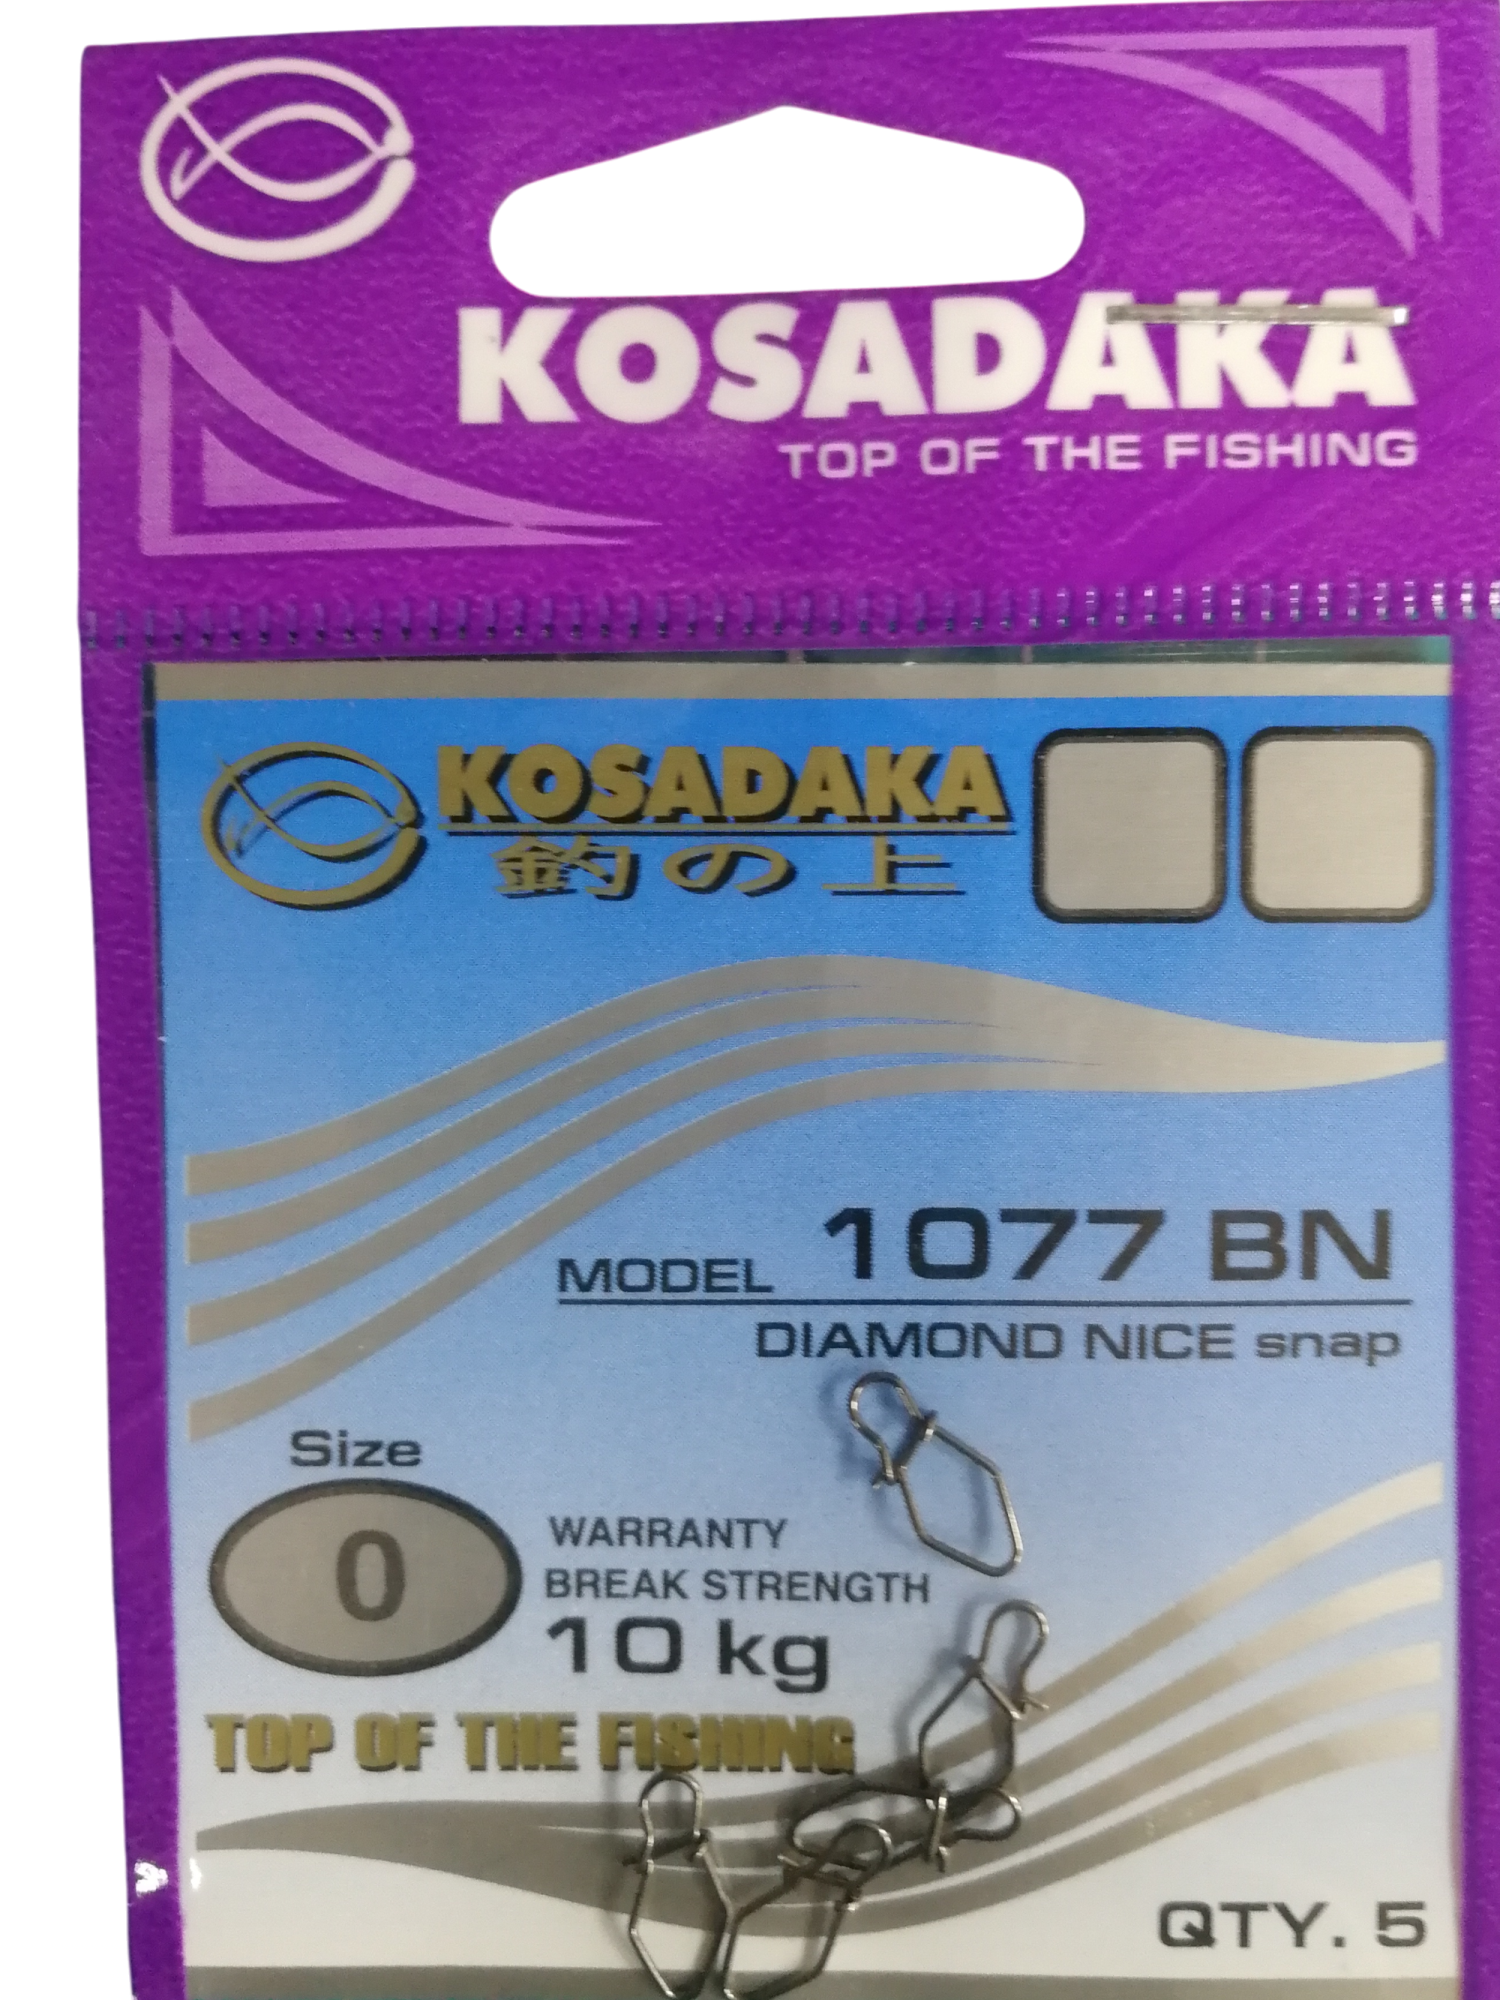 KOSADAKA
TOP OF THE FISHING
KOSADAKA
釣の上
MODEL 1077 BN
DIAMOND NICE snap
Size
0
WARRANTY
BREAK STRENGTH
10 kg
TOP OF THE FISHING
QTY. 5